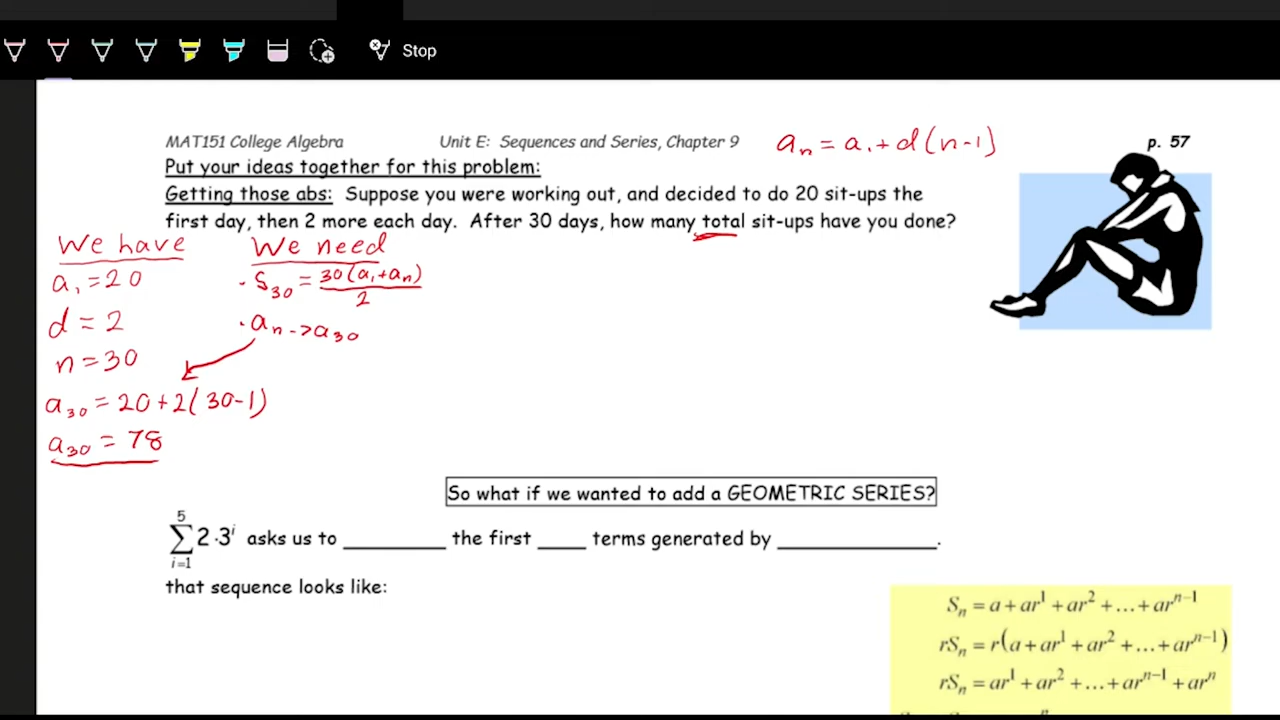 Stop
MAT151 College Algebra Unit E: Sequences and Series, Chapter 9 aₙ = a₁ + d(n-1) p. 57
Put your ideas together for this problem:
Getting those abs: Suppose you were working out, and decided to do 20 sit-ups the
first day, then 2 more each day. After 30 days, how many total sit-ups have you done?
We have
a₁ = 20
d = 2
n = 30
We need
· S₃₀ = 30(a₁+aₙ)/2
· aₙ -> a₃₀
a₃₀ = 20+2(30-1)
a₃₀ = 78
So what if we wanted to add a GEOMETRIC SERIES?
∑_{i=1}^{5} 2·3^i asks us to _________ the first ____ terms generated by ______________.
that sequence looks like:
Sₙ = a + ar¹ + ar² + ... + arⁿ⁻¹
rSₙ = r(a + ar¹ + ar² + ... + arⁿ⁻¹)
rSₙ = ar¹ + ar² + ... + arⁿ⁻¹ + arⁿ